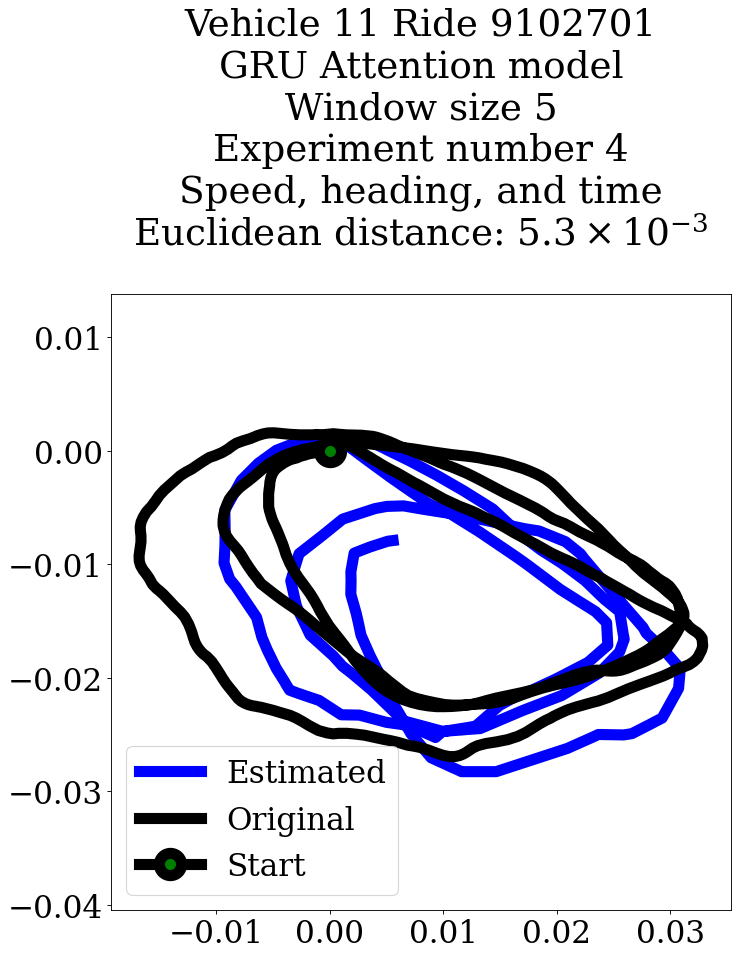 Vehicle 11 Ride 9102701
GRU Attention model
Window size 5
Experiment number 4
Speed, heading, and time
Euclidean distance: 5.3 × 10⁻³
0.01
0.00
−0.01
−0.02
−0.03
−0.04
Estimated
Original
Start
−0.01 0.00 0.01 0.02 0.03